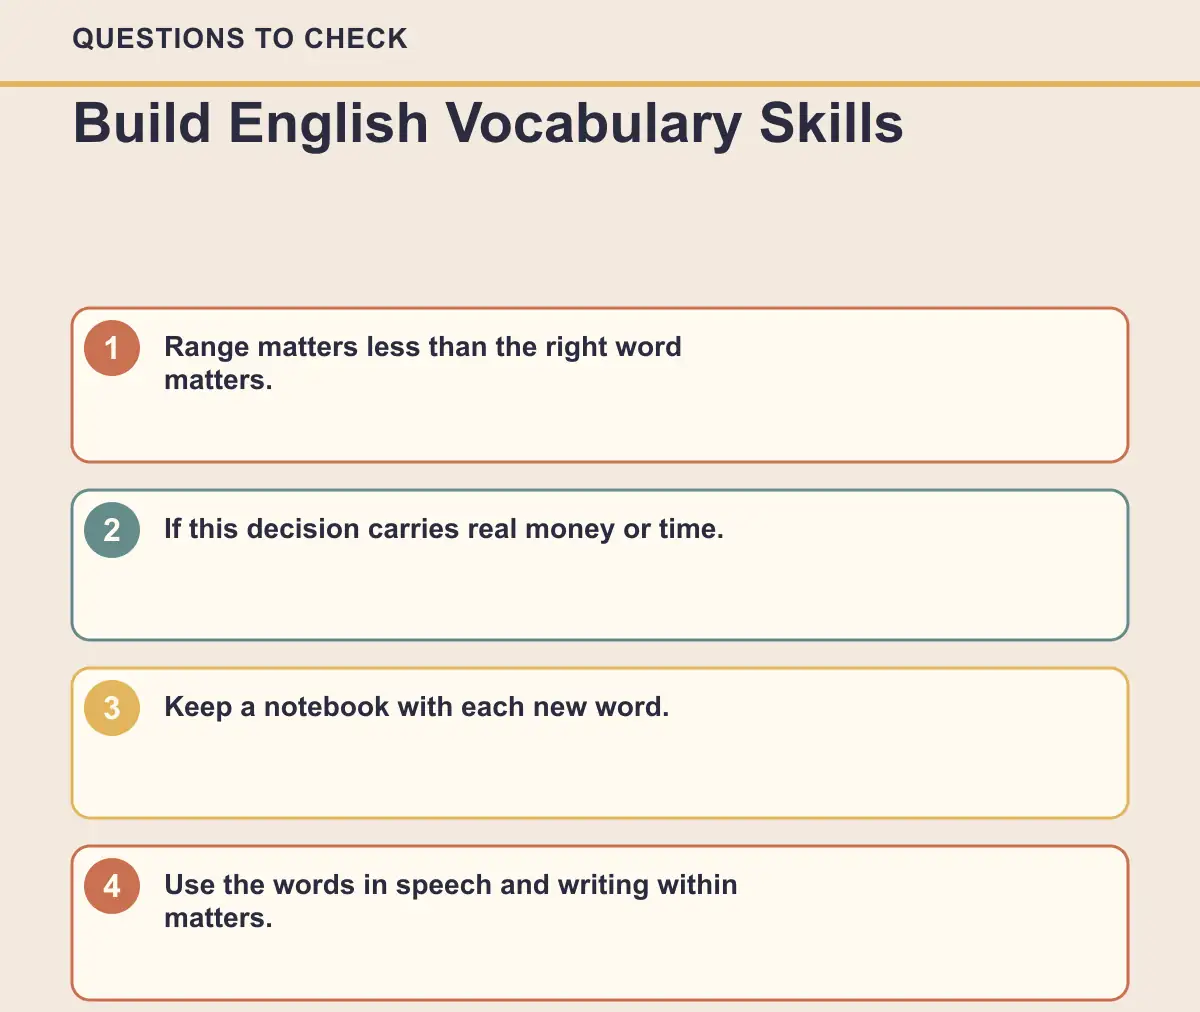 QUESTIONS TO CHECK
Build English Vocabulary Skills
1
Range matters less than the right word
matters.
2
If this decision carries real money or time.
3
Keep a notebook with each new word.
4
Use the words in speech and writing within
matters.